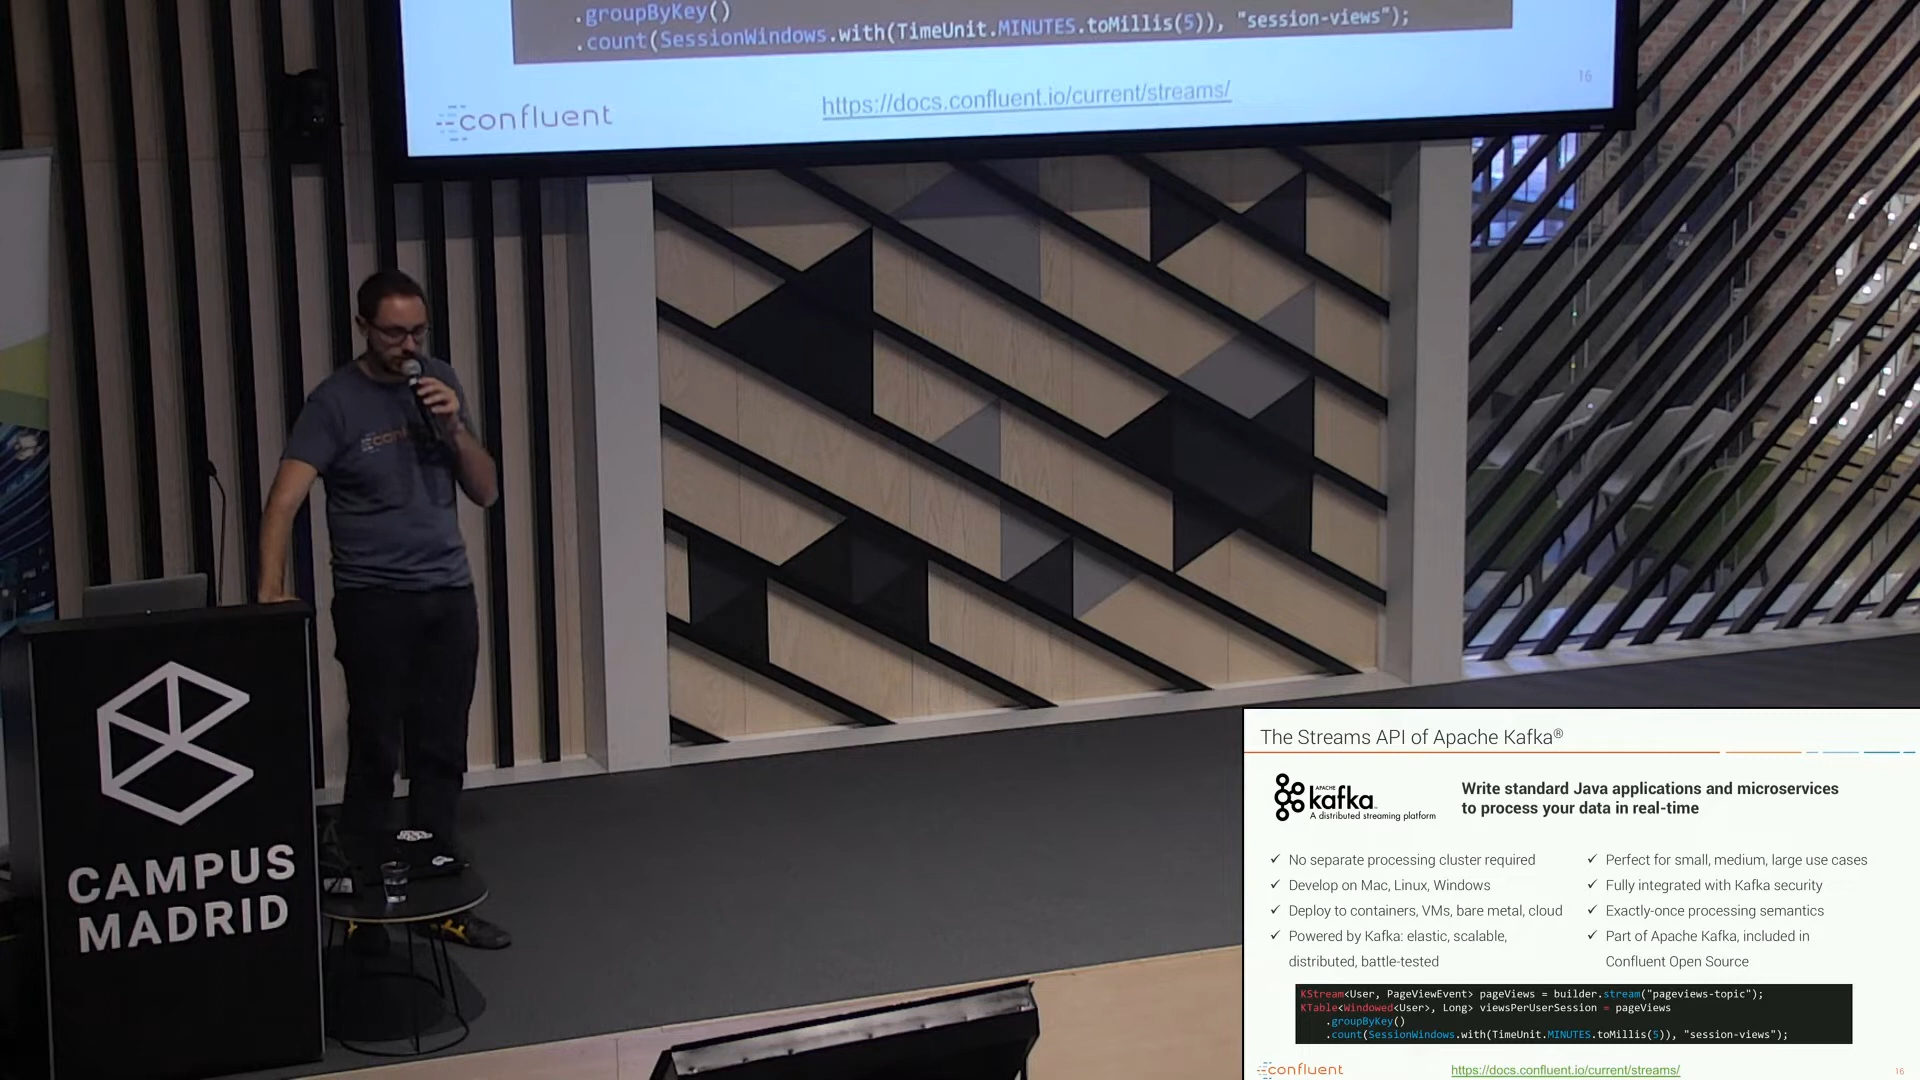 .groupByKey()
.count(SessionWindows.with(TimeUnit.MINUTES.toMillis(5)), "session-views");
16
confluent
https://docs.confluent.io/current/streams/
CAMPUS
MADRID
The Streams API of Apache Kafka®
APACHE
kafka
A distributed streaming platform
Write standard Java applications and microservices
to process your data in real-time
✓ No separate processing cluster required
✓ Develop on Mac, Linux, Windows
✓ Deploy to containers, VMs, bare metal, cloud
✓ Powered by Kafka: elastic, scalable,
distributed, battle-tested
✓ Perfect for small, medium, large use cases
✓ Fully integrated with Kafka security
✓ Exactly-once processing semantics
✓ Part of Apache Kafka, included in
Confluent Open Source
KStream<User, PageViewEvent> pageViews = builder.stream("pageviews-topic");
KTable<Windowed<User>, Long> viewsPerUserSession = pageViews
.groupByKey()
.count(SessionWindows.with(TimeUnit.MINUTES.toMillis(5)), "session-views");
confluent
https://docs.confluent.io/current/streams/
16